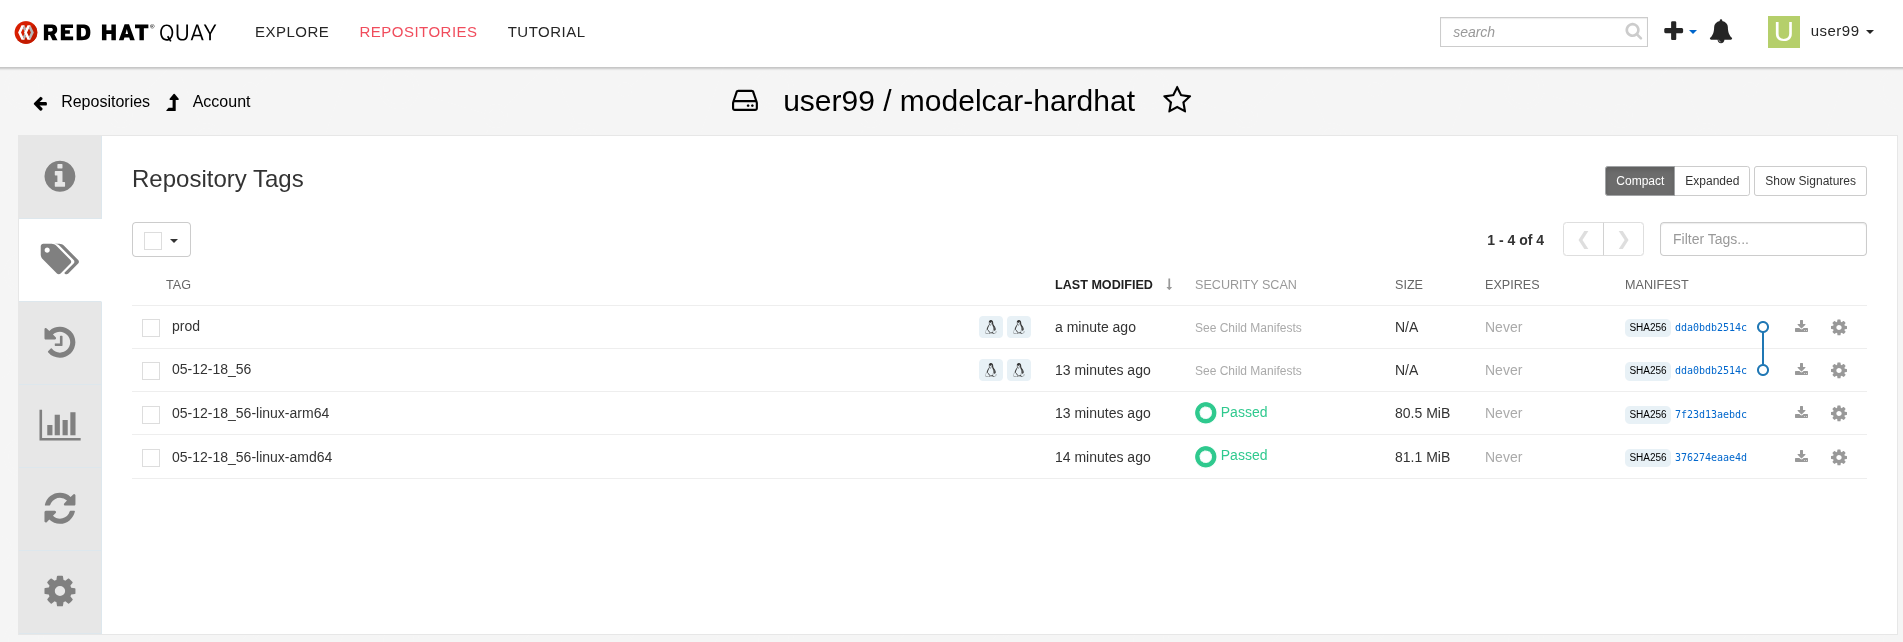 RED HAT® QUAY EXPLORE REPOSITORIES TUTORIAL search U user99
Repositories Account user99 / modelcar-hardhat
Repository Tags Compact Expanded Show Signatures
1 - 4 of 4 Filter Tags...
TAG LAST MODIFIED SECURITY SCAN SIZE EXPIRES MANIFEST
prod a minute ago See Child Manifests N/A Never SHA256 dda0bdb2514c
05-12-18_56 13 minutes ago See Child Manifests N/A Never SHA256 dda0bdb2514c
05-12-18_56-linux-arm64 13 minutes ago Passed 80.5 MiB Never SHA256 7f23d13aebdc
05-12-18_56-linux-amd64 14 minutes ago Passed 81.1 MiB Never SHA256 376274eaae4d